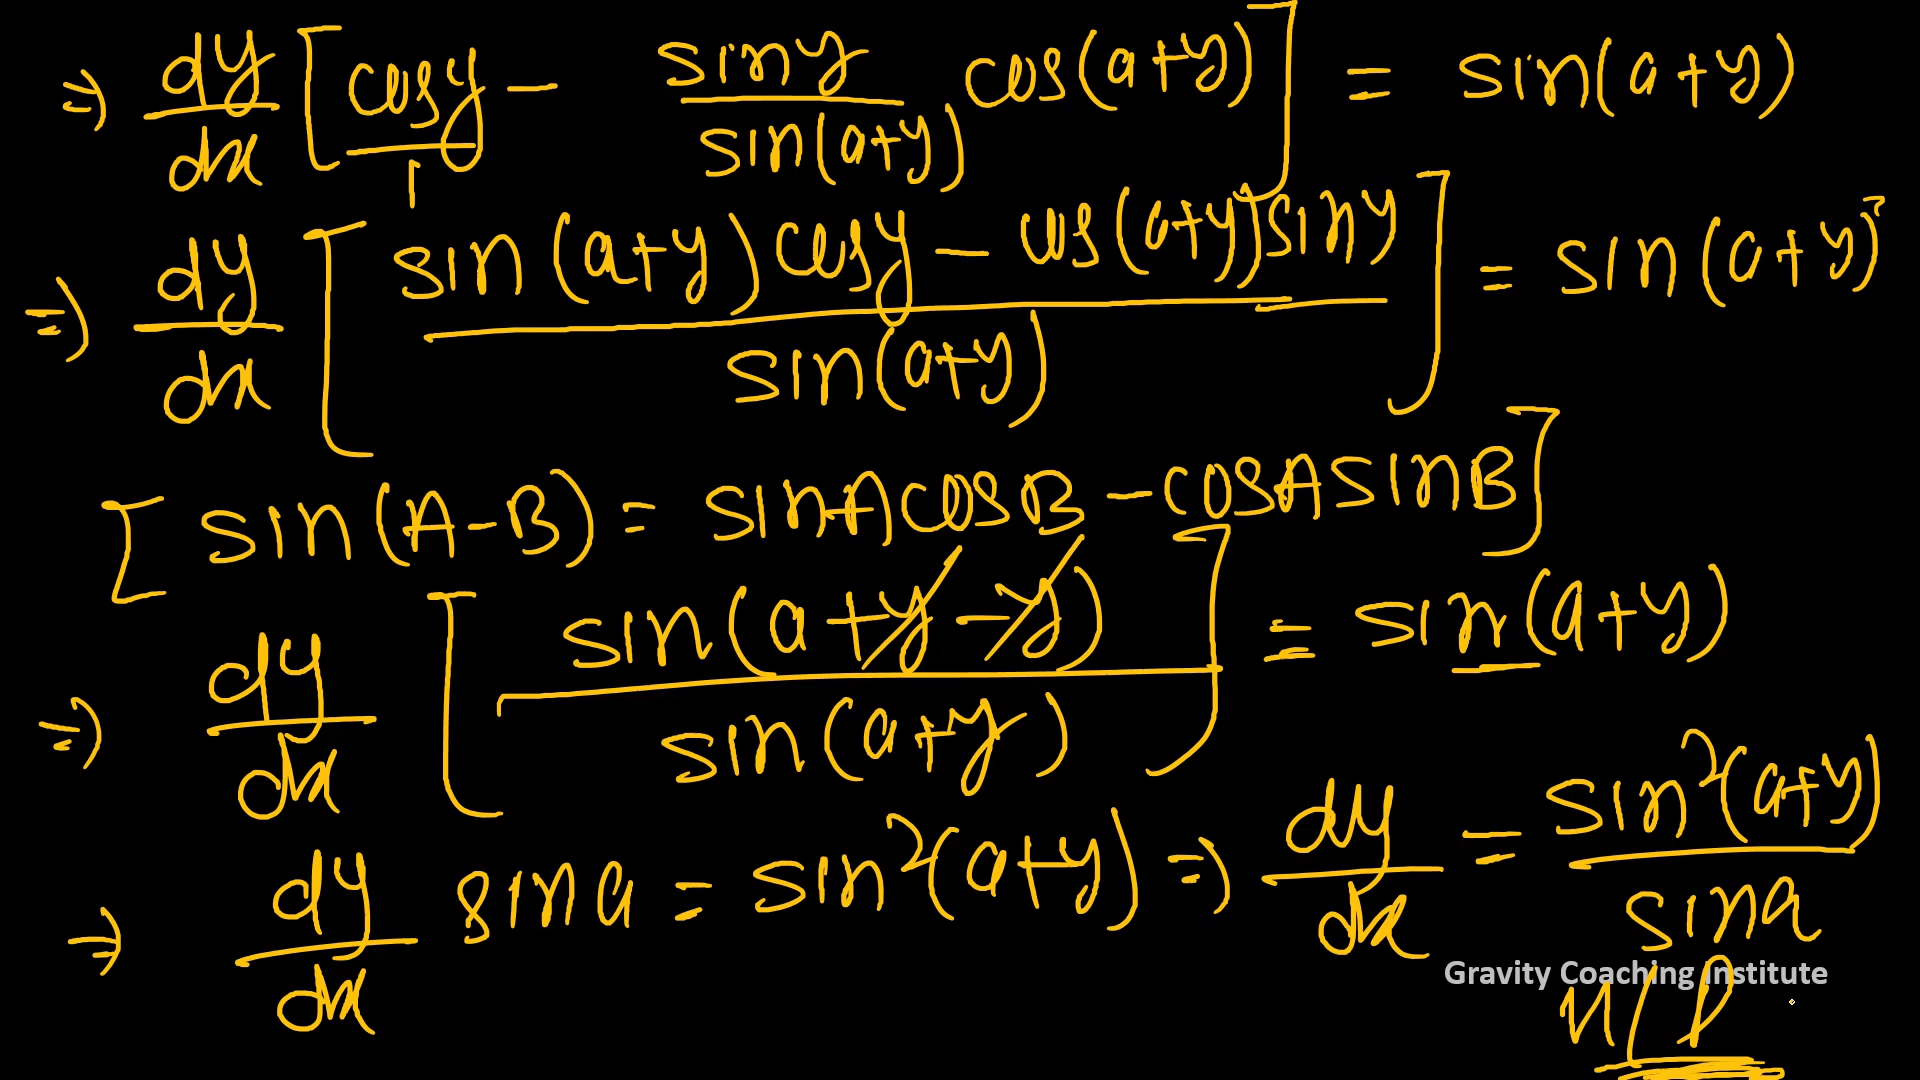 ⇒ dy/dx [cosy/1 - siny/sin(a+y) cos(a+y)] = sin(a+y)
⇒ dy/dx [sin(a+y)cosy - cos(a+y)siny / sin(a+y)] = sin(a+y)
[sin(A-B) = sinAcosB - cosAsinB]
⇒ dy/dx [sin(a+y-y)/sin(a+y)] = sin(a+y)
⇒ dy/dx sina = sin²(a+y) ⇒ dy/dx = sin²(a+y)/sina
Gravity Coaching Institute